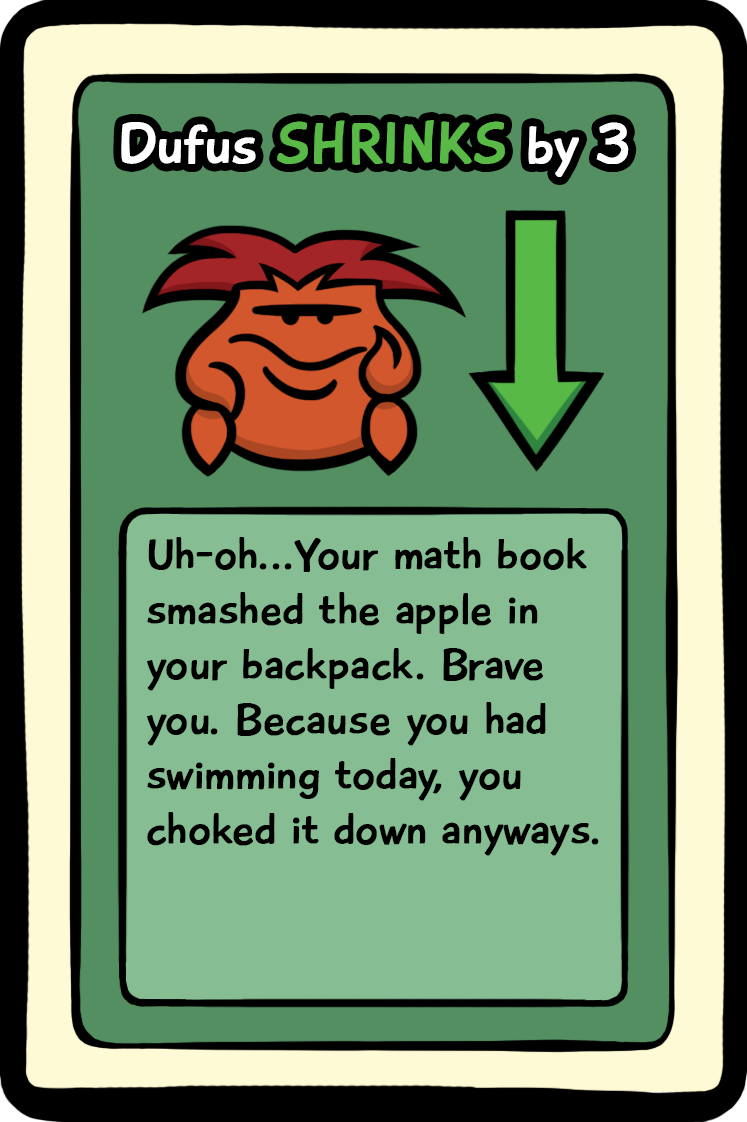 Dufus SHRINKS by 3
Uh-oh...Your math book
smashed the apple in
your backpack. Brave
you. Because you had
swimming today, you
choked it down anyways.